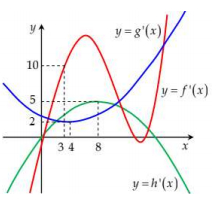 y
y = g'(x)
10
y = f'(x)
5
2
3 4
8
x
y = h'(x)